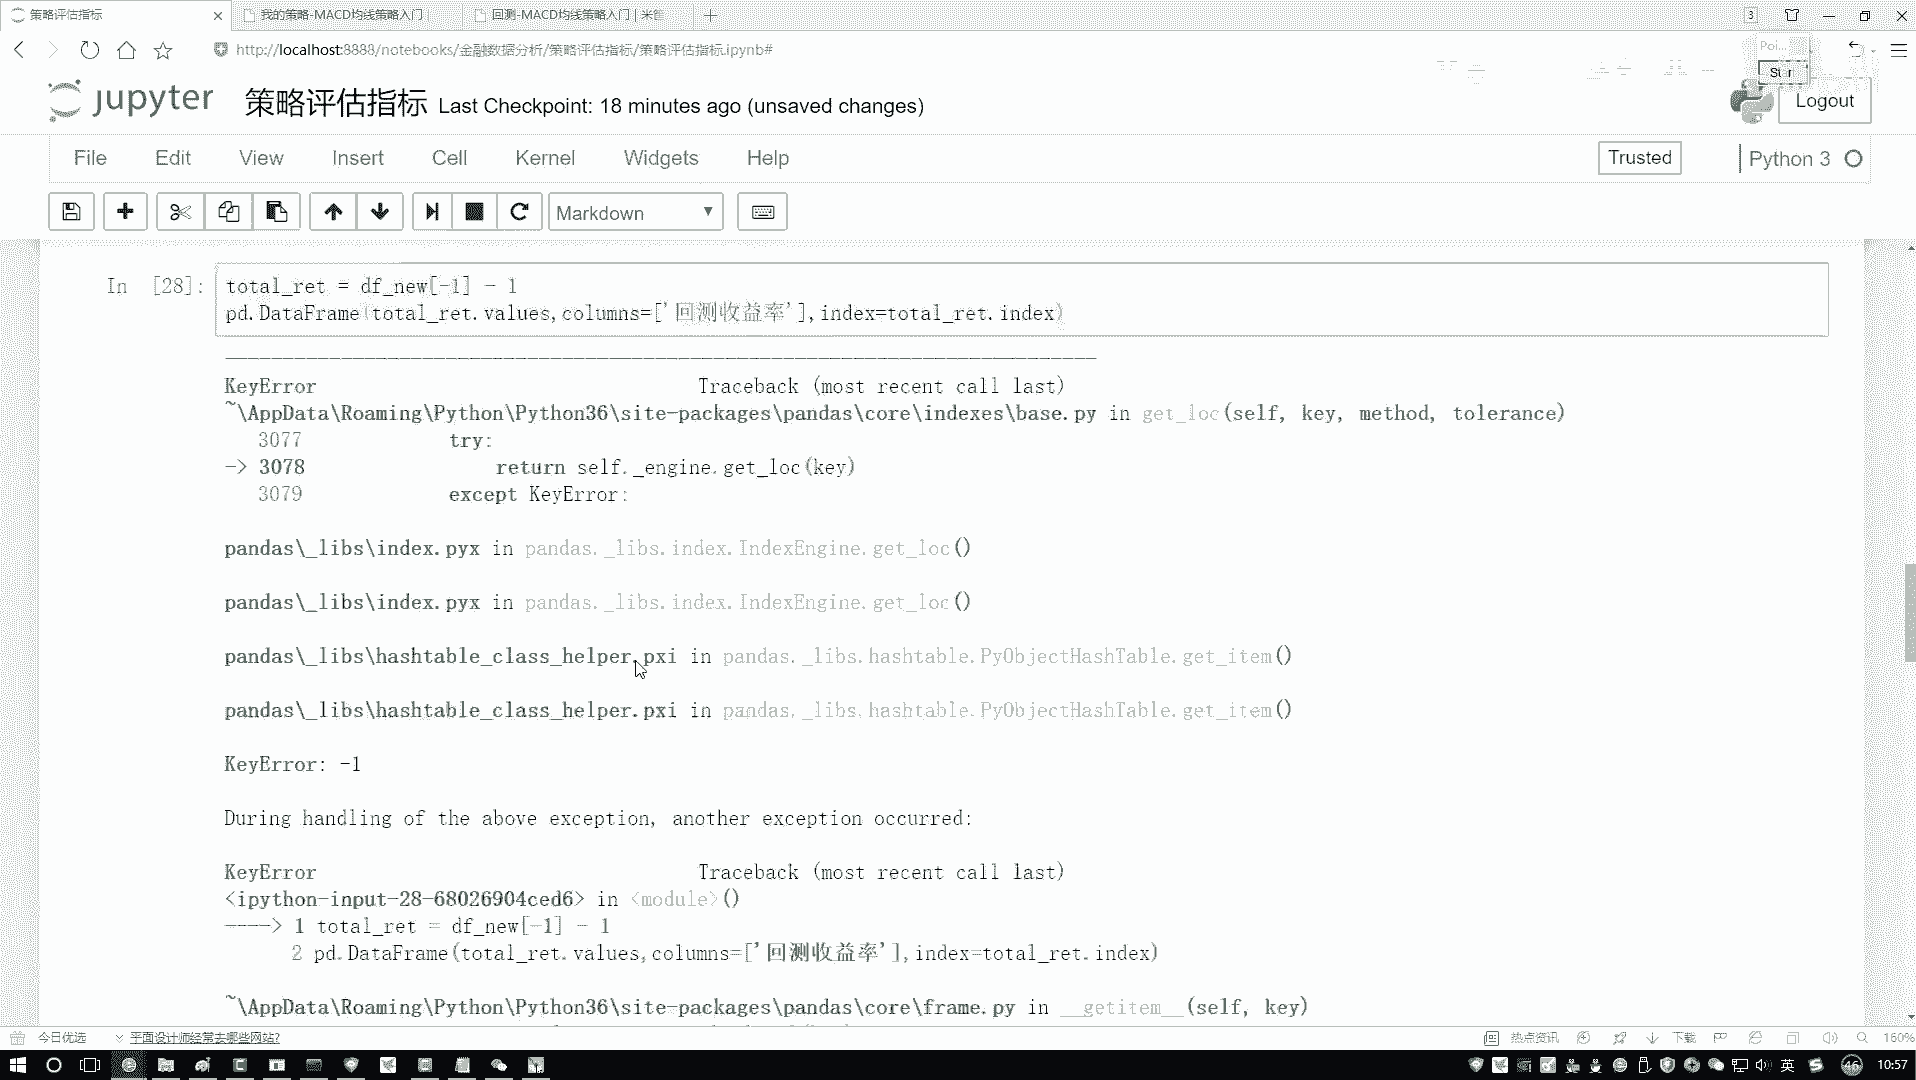 策略评估指标
我的策略-MACD均线策略入门
回测-MACD均线策略入门 | 米筐
3
http://localhost:8888/notebooks/金融数据分析/策略评估指标/策略评估指标.ipynb#
Poi...
jupyter 策略评估指标 Last Checkpoint: 18 minutes ago (unsaved changes)
Logout
File Edit View Insert Cell Kernel Widgets Help
Trusted
Python 3
Markdown
In [28]:
total_ret = df_new[-1] - 1
pd.DataFrame(total_ret.values,columns=['回测收益率'],index=total_ret.index)
KeyError Traceback (most recent call last)
~\AppData\Roaming\Python\Python36\site-packages\pandas\core\indexes\base.py in get_loc(self, key, method, tolerance)
3077 try:
-> 3078 return self._engine.get_loc(key)
3079 except KeyError:
pandas\_libs\index.pyx in pandas._libs.index.IndexEngine.get_loc()
pandas\_libs\index.pyx in pandas._libs.index.IndexEngine.get_loc()
pandas\_libs\hashtable_class_helper.pxi in pandas._libs.hashtable.PyObjectHashTable.get_item()
pandas\_libs\hashtable_class_helper.pxi in pandas._libs.hashtable.PyObjectHashTable.get_item()
KeyError: -1
During handling of the above exception, another exception occurred:
KeyError Traceback (most recent call last)
<ipython-input-28-68026904ced6> in <module>()
----> 1 total_ret = df_new[-1] - 1
2 pd.DataFrame(total_ret.values,columns=['回测收益率'],index=total_ret.index)
~\AppData\Roaming\Python\Python36\site-packages\pandas\core\frame.py in __getitem__(self, key)
今日优选
平面设计师经常去哪些网站?
热点资讯
下载
160%
英
46
10:57